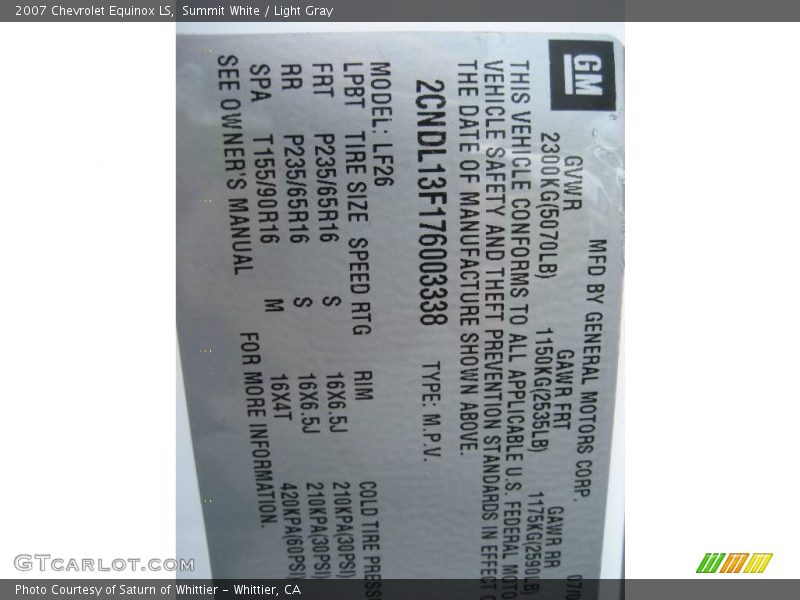 2007 Chevrolet Equinox LS, Summit White / Light Gray
GM
MFD BY GENERAL MOTORS CORP.
GVWR GAWR FRT GAWR RR
2300KG(5070LB) 1150KG(2535LB) 1175KG(2590LB)
THIS VEHICLE CONFORMS TO ALL APPLICABLE U.S. FEDERAL
VEHICLE SAFETY AND THEFT PREVENTION STANDARDS IN EFFECT
THE DATE OF MANUFACTURE SHOWN ABOVE.
2CNDL13F176003338 TYPE: M.P.V.
MODEL: LF26
LPBT TIRE SIZE SPEED RTG RIM COLD TIRE
FRT P235/65R16 S 16X6.5J 210KPA(30PSI)
RR P235/65R16 S 16X6.5J 210KPA(30PSI)
SPA T155/90R16 M 16X4T 420KPA(60PSI)
SEE OWNER'S MANUAL FOR MORE INFORMATION.
GTCarLot.com
Photo Courtesy of Saturn of Whittier - Whittier, CA